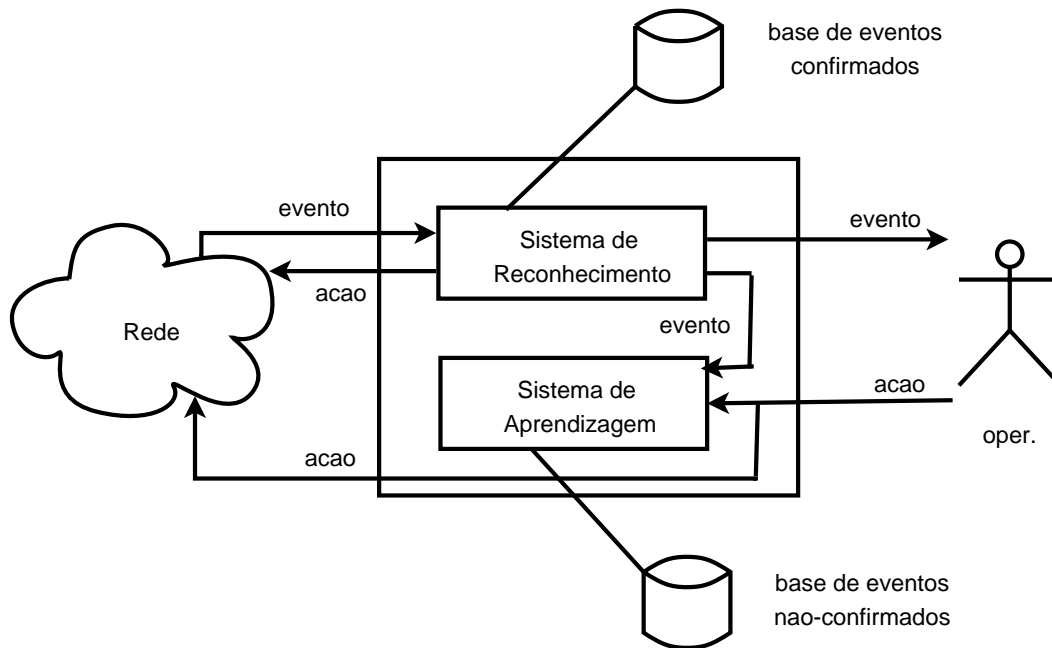 base de eventos
confirmados
evento
Sistema de
Reconhecimento
evento
acao
evento
Rede
Sistema de
Aprendizagem
acao
oper.
acao
base de eventos
nao-confirmados